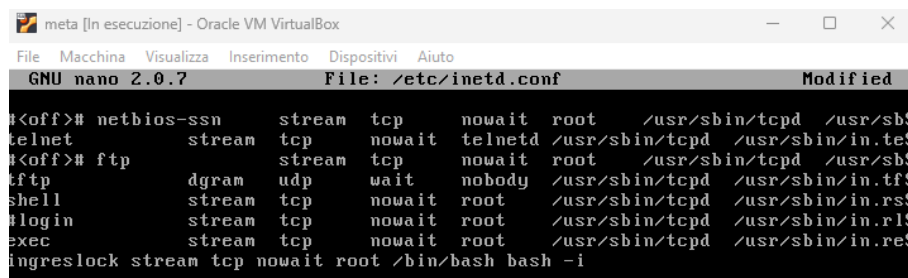 meta [In esecuzione] - Oracle VM VirtualBox
File Macchina Visualizza Inserimento Dispositivi Aiuto
GNU nano 2.0.7 File: /etc/inetd.conf Modified
#<off># netbios-ssn stream tcp nowait root /usr/sbin/tcpd /usr/sb$
telnet stream tcp nowait telnetd /usr/sbin/tcpd /usr/sbin/in.te$
#<off># ftp stream tcp nowait root /usr/sbin/tcpd /usr/sb$
tftp dgram udp wait nobody /usr/sbin/tcpd /usr/sbin/in.tf$
shell stream tcp nowait root /usr/sbin/tcpd /usr/sbin/in.rs$
#login stream tcp nowait root /usr/sbin/tcpd /usr/sbin/in.rl$
exec stream tcp nowait root /usr/sbin/tcpd /usr/sbin/in.re$
ingreslock stream tcp nowait root /bin/bash bash -i